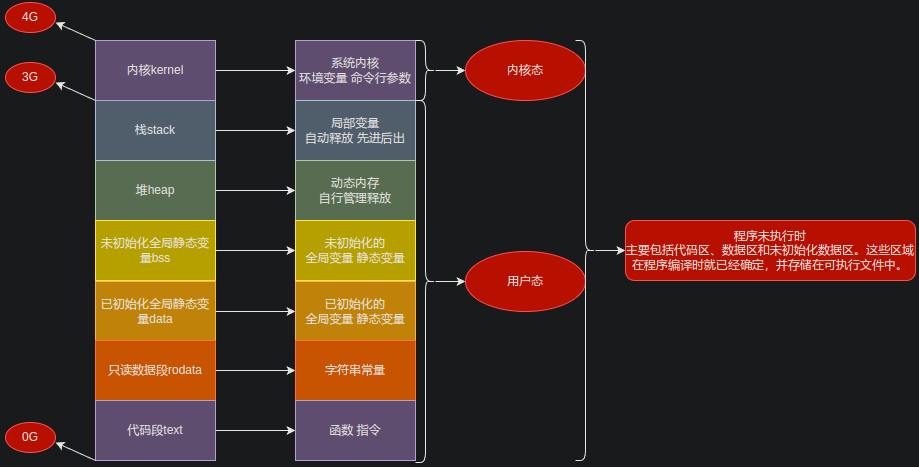 4G
3G
0G
内核kernel
系统内核
环境变量 命令行参数
内核态
栈stack
局部变量
自动释放 先进后出
堆heap
动态内存
自行管理释放
未初始化全局静态变
量bss
未初始化的
全局变量 静态变量
用户态
程序未执行时
主要包括代码区、数据区和未初始化数据区。这些区域
在程序编译时就已经确定，并存储在可执行文件中。
已初始化全局静态变
量data
已初始化的
全局变量 静态变量
只读数据段rodata
字符串常量
代码段text
函数 指令